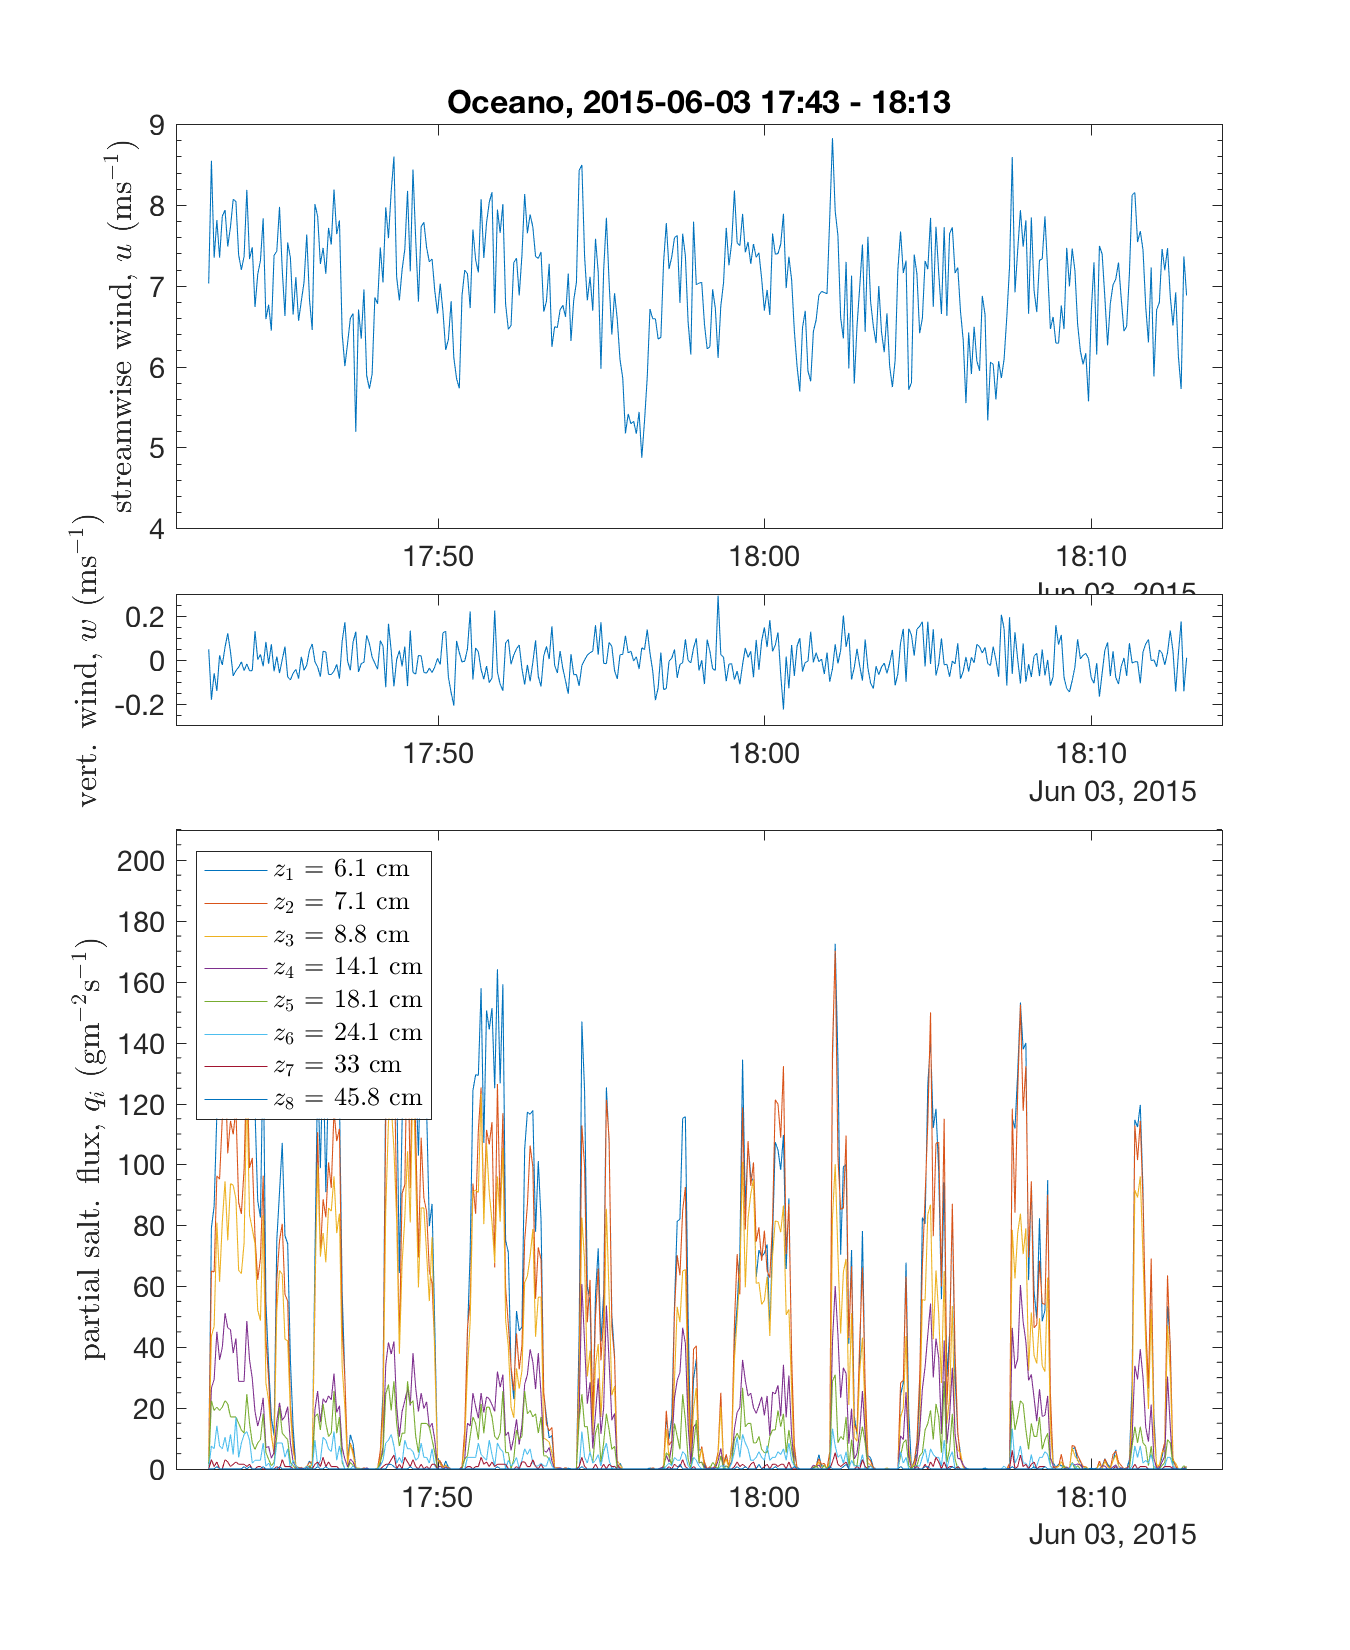 Oceano, 2015-06-03 17:43 - 18:13
streamwise wind, u (ms⁻¹)
9
8
7
6
5
4
17:50 18:00 18:10
Jun 03, 2015
vert. wind, w (ms⁻¹)
0.2
0
-0.2
17:50 18:00 18:10
Jun 03, 2015
partial salt. flux, qᵢ (gm⁻²s⁻¹)
200
180
160
140
120
100
80
60
40
20
0
z₁ = 6.1 cm
z₂ = 7.1 cm
z₃ = 8.8 cm
z₄ = 14.1 cm
z₅ = 18.1 cm
z₆ = 24.1 cm
z₇ = 33 cm
z₈ = 45.8 cm
17:50 18:00 18:10
Jun 03, 2015